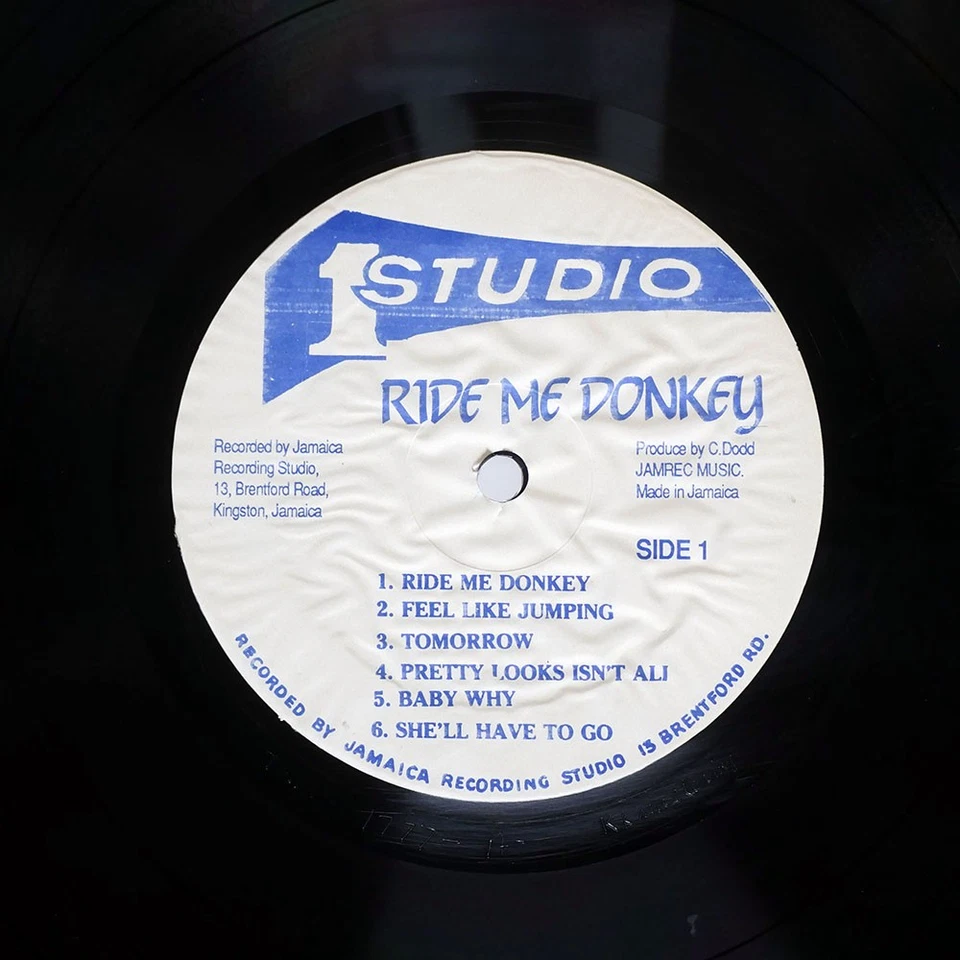 1 STUDIO
RIDE ME DONKEY
Recorded by Jamaica
Recording Studio,
13, Brentford Road,
Kingston, Jamaica
Produce by C.Dodd
JAMREC MUSIC.
Made in Jamaica
SIDE 1
1. RIDE ME DONKEY
2. FEEL LIKE JUMPING
3. TOMORROW
4. PRETTY LOOKS ISN'T ALL
5. BABY WHY
6. SHE'LL HAVE TO GO
RECORDED BY JAMAICA RECORDING STUDIO 13 BRENTFORD RD.